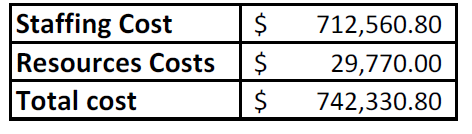 Staffing Cost $ 712,560.80
Resources Costs $ 29,770.00
Total cost $ 742,330.80